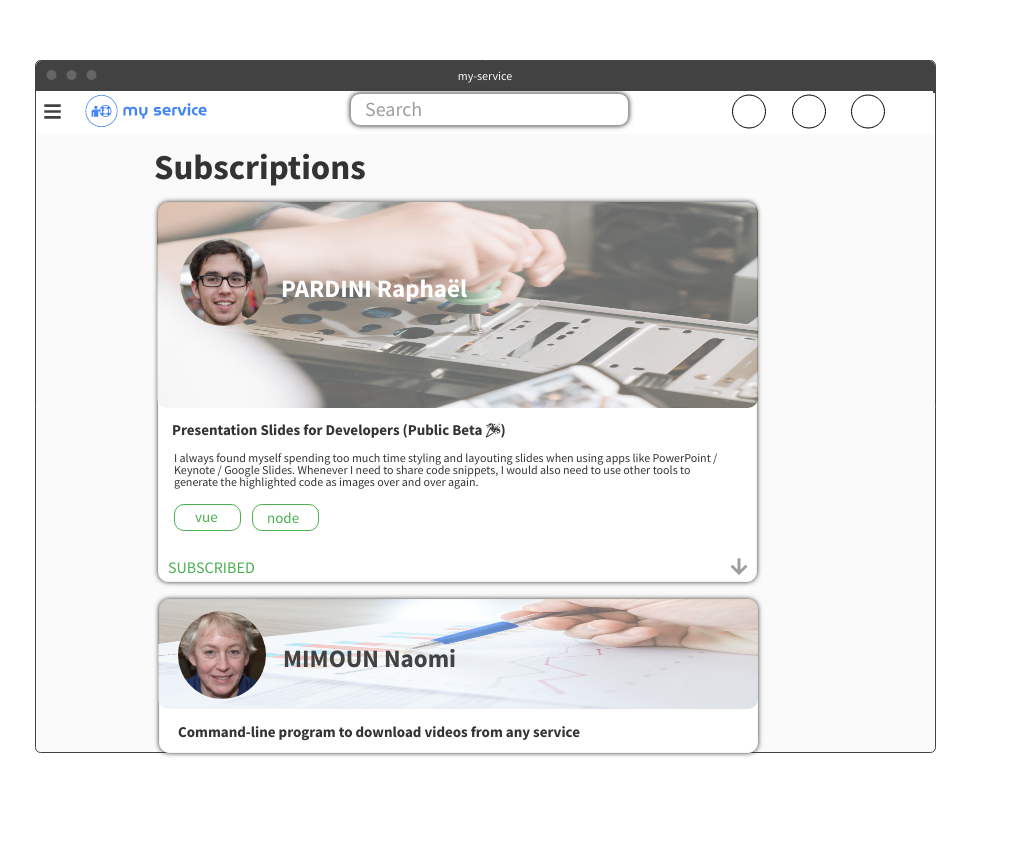 my-service
my service
Search
Subscriptions
PARDINI Raphaël
Presentation Slides for Developers (Public Beta 🎉)
I always found myself spending too much time styling and layouting slides when using apps like PowerPoint /
Keynote / Google Slides. Whenever I need to share code snippets, I would also need to use other tools to
generate the highlighted code as images over and over again.
vue
node
SUBSCRIBED
MIMOUN Naomi
Command-line program to download videos from any service